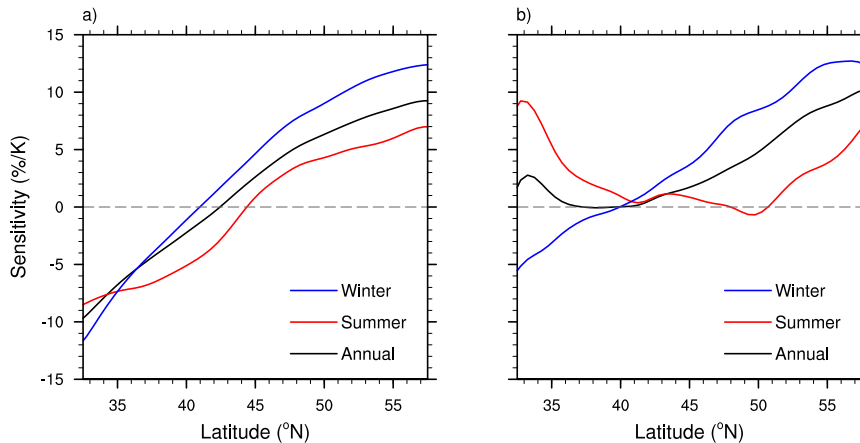 a)
b)
Sensitivity (%/K)
15
10
5
0
-5
-10
-15
Winter
Summer
Annual
35
40
45
50
55
Latitude (°N)
Winter
Summer
Annual
35
40
45
50
55
Latitude (°N)